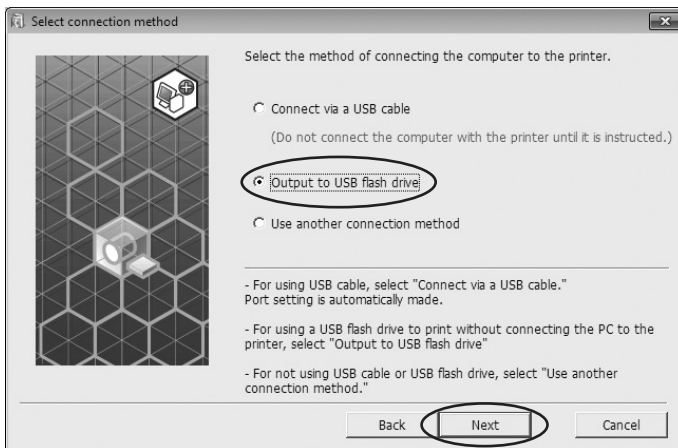 Select connection method
Select the method of connecting the computer to the printer.
Connect via a USB cable
(Do not connect the computer with the printer until it is instructed.)
Output to USB flash drive
Use another connection method
- For using USB cable, select "Connect via a USB cable."
Port setting is automatically made.
- For using a USB flash drive to print without connecting the PC to the
printer, select "Output to USB flash drive"
- For not using USB cable or USB flash drive, select "Use another
connection method."
Back Next Cancel